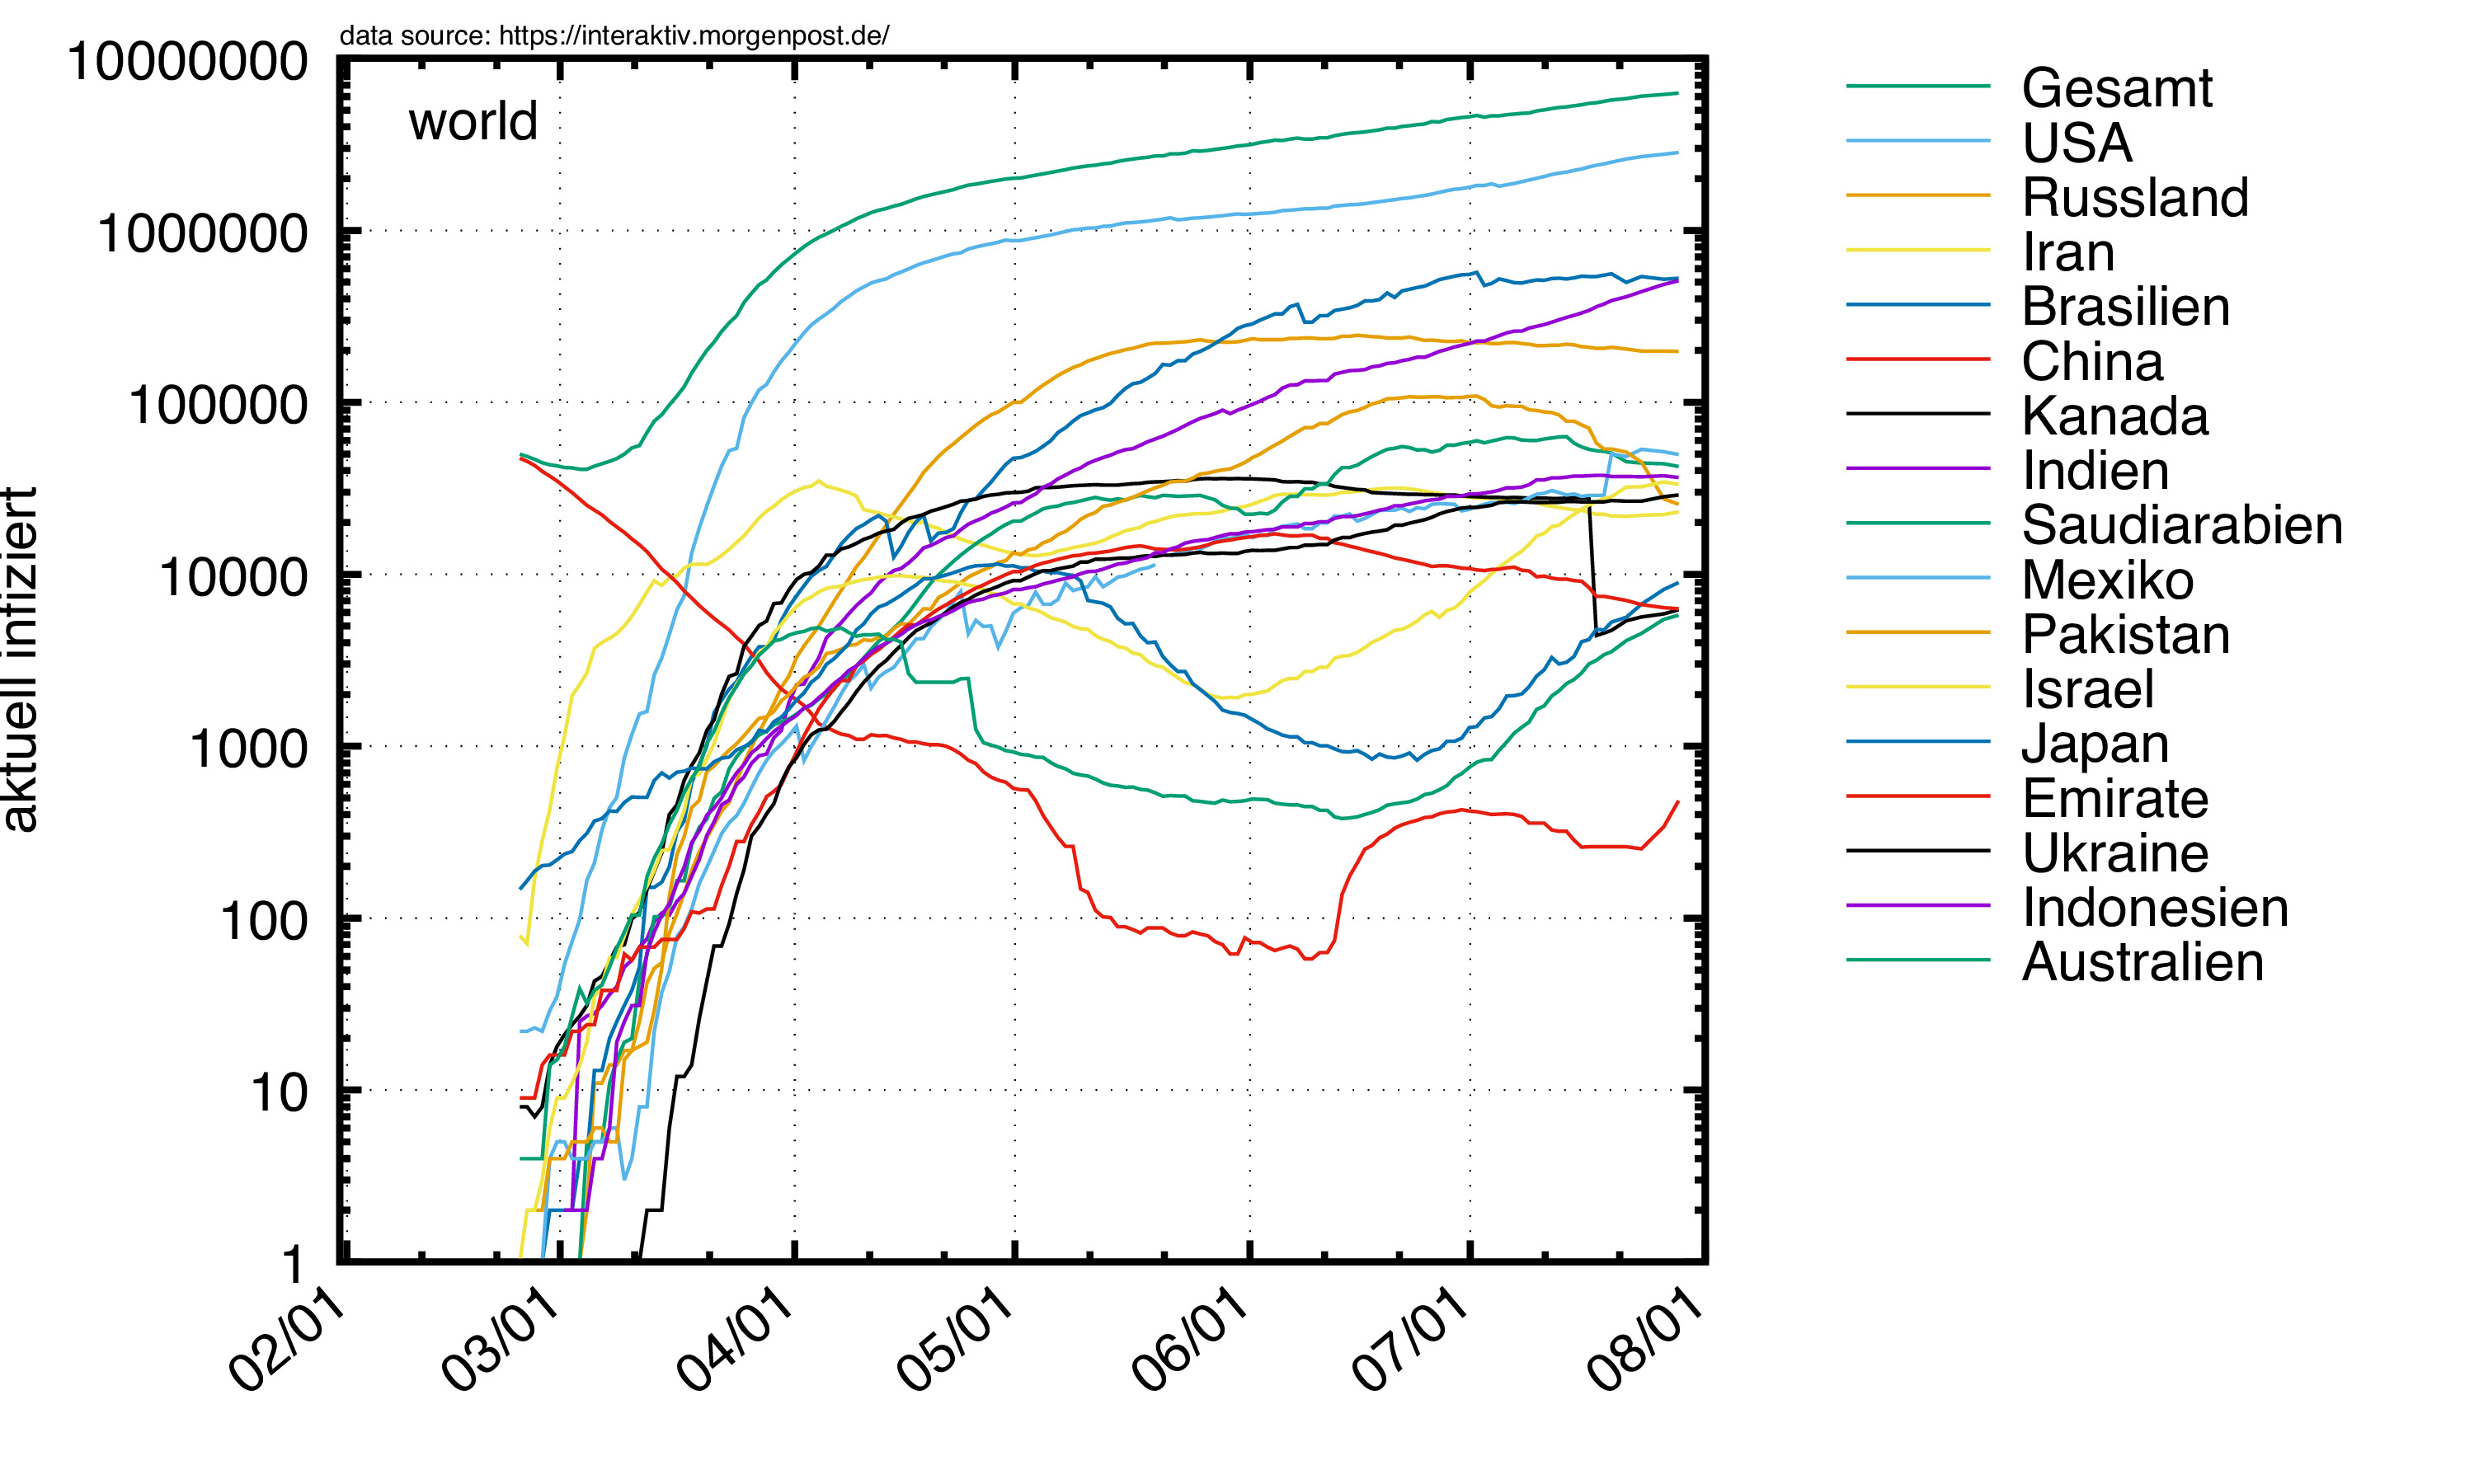 data source: https://interaktiv.morgenpost.de/
world
aktuell infiziert
10000000
1000000
100000
10000
1000
100
10
1
02/01
03/01
04/01
05/01
06/01
07/01
08/01
Gesamt
USA
Russland
Iran
Brasilien
China
Kanada
Indien
Saudiarabien
Mexiko
Pakistan
Israel
Japan
Emirate
Ukraine
Indonesien
Australien